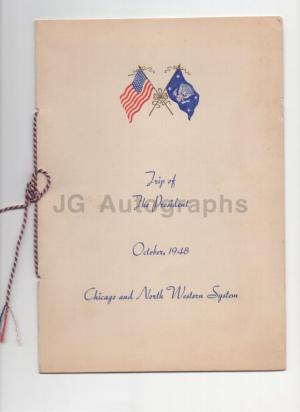 Trip of
The President
JG Autographs
October, 1948
Chicago and North Western System